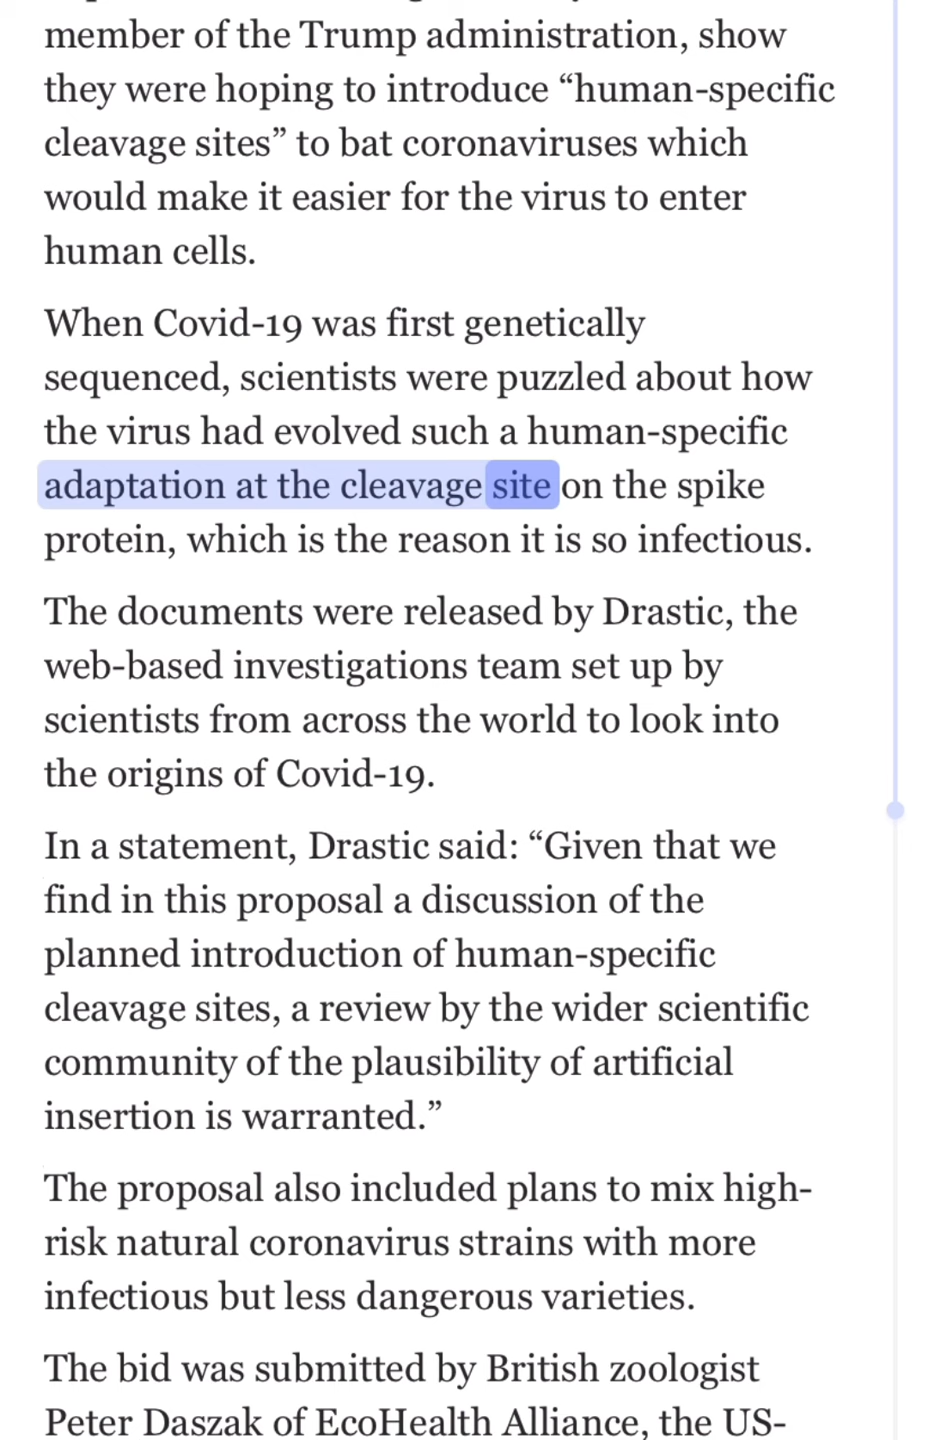 member of the Trump administration, show
they were hoping to introduce “human-specific
cleavage sites” to bat coronaviruses which
would make it easier for the virus to enter
human cells.
When Covid-19 was first genetically
sequenced, scientists were puzzled about how
the virus had evolved such a human-specific
adaptation at the cleavage site on the spike
protein, which is the reason it is so infectious.
The documents were released by Drastic, the
web-based investigations team set up by
scientists from across the world to look into
the origins of Covid-19.
In a statement, Drastic said: “Given that we
find in this proposal a discussion of the
planned introduction of human-specific
cleavage sites, a review by the wider scientific
community of the plausibility of artificial
insertion is warranted.”
The proposal also included plans to mix high-
risk natural coronavirus strains with more
infectious but less dangerous varieties.
The bid was submitted by British zoologist
Peter Daszak of EcoHealth Alliance, the US-